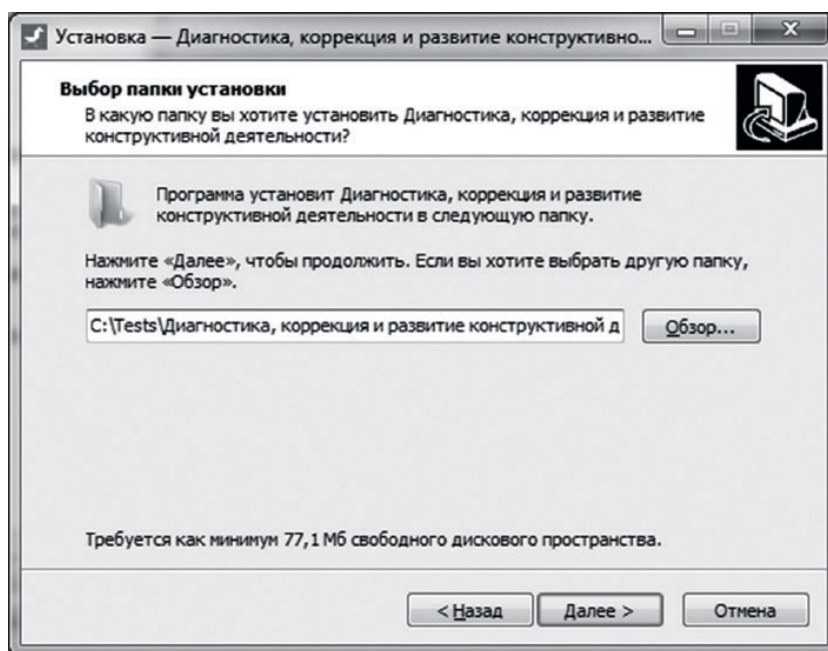 Установка — Диагностика, коррекция и развитие конструктивно...
Выбор папки установки
В какую папку вы хотите установить Диагностика, коррекция и развитие
конструктивной деятельности?
Программа установит Диагностика, коррекция и развитие
конструктивной деятельности в следующую папку.
Нажмите «Далее», чтобы продолжить. Если вы хотите выбрать другую папку,
нажмите «Обзор».
C:\Tests\Диагностика, коррекция и развитие конструктивной д
Обзор...
Требуется как минимум 77,1 Мб свободного дискового пространства.
< Назад
Далее >
Отмена